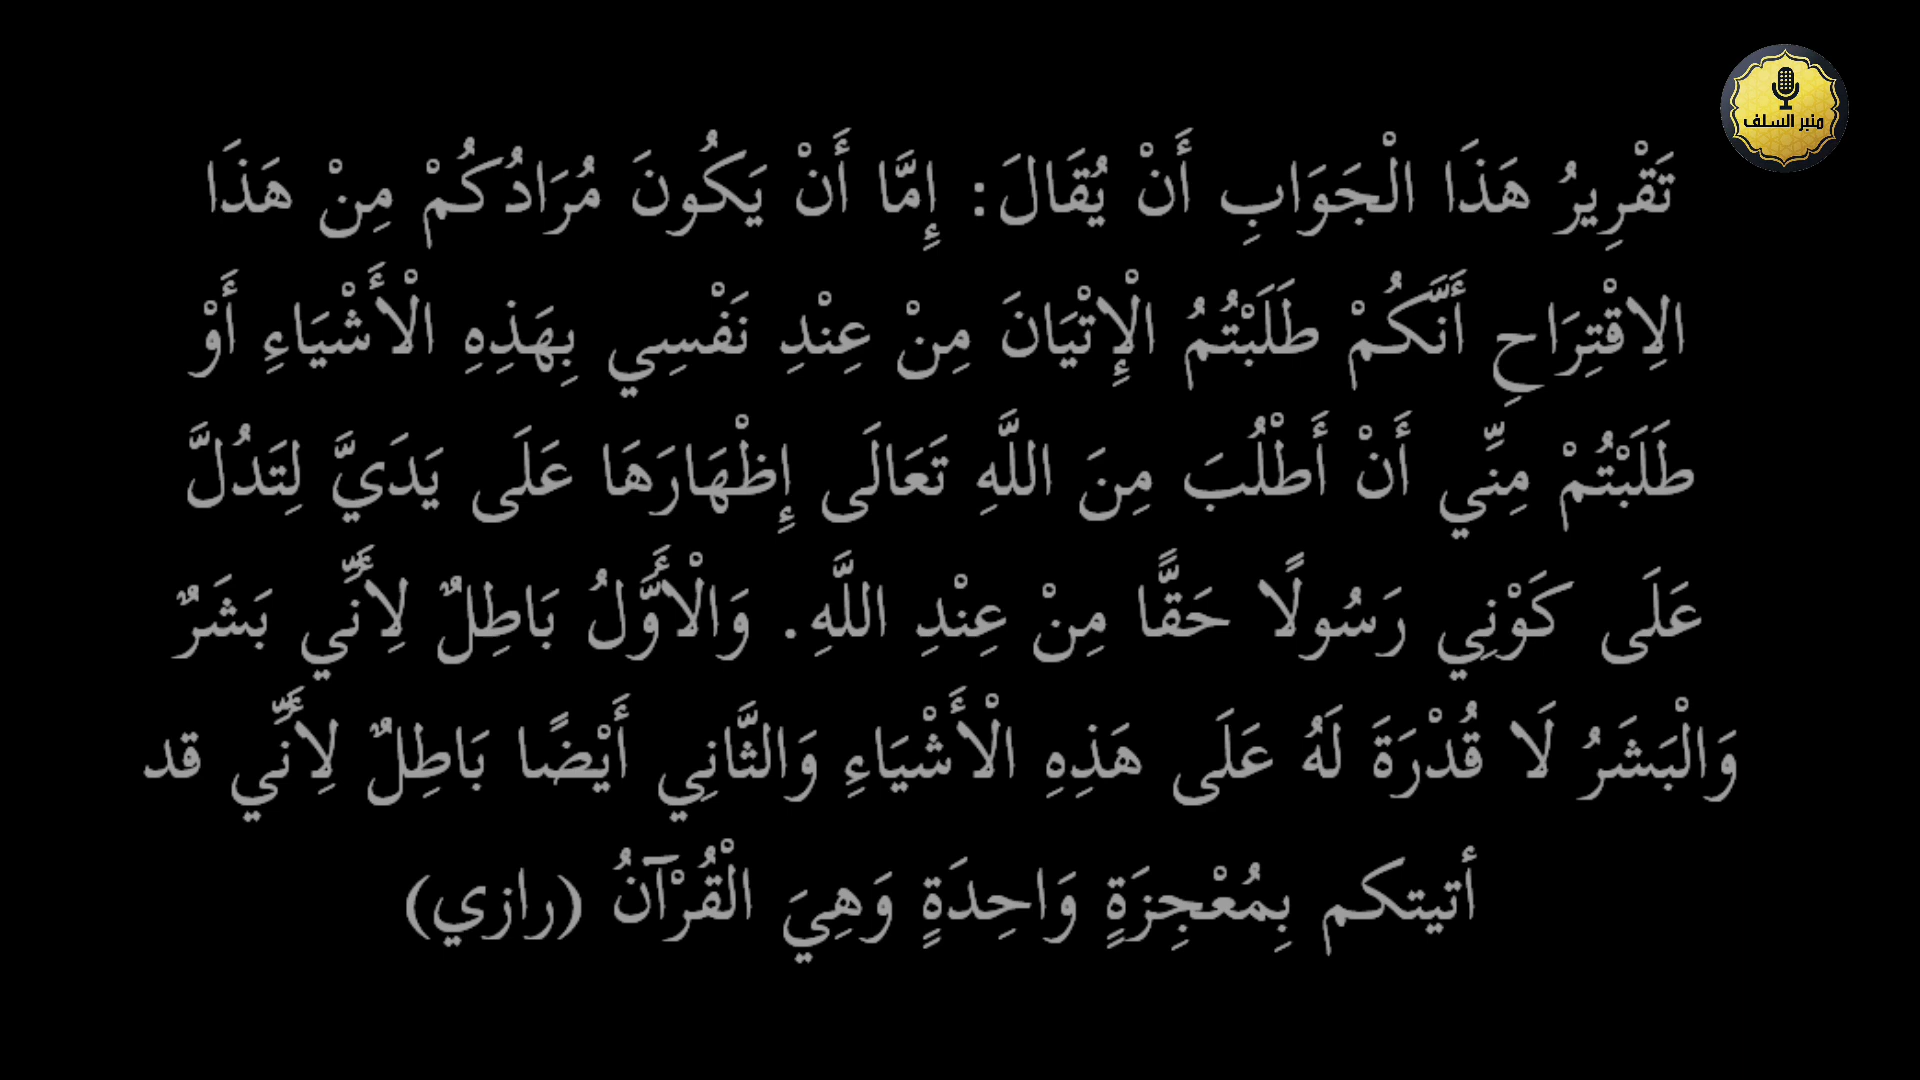 منبر السلف
تَقْرِيرُ هَذَا الْجَوَابِ أَنْ يُقَالَ: إِمَّا أَنْ يَكُونَ مُرَادُكُمْ مِنْ هَذَا
الِاقْتِرَاحِ أَنَّكُمْ طَلَبْتُمُ الْإِتْيَانَ مِنْ عِنْدِ نَفْسِي بِهَذِهِ الْأَشْيَاءِ أَوْ
طَلَبْتُمْ مِنِّي أَنْ أَطْلُبَ مِنَ اللَّهِ تَعَالَى إِظْهَارَهَا عَلَى يَدَيَّ لِتَدُلَّ
عَلَى كَوْنِي رَسُولًا حَقًّا مِنْ عِنْدِ اللَّهِ. وَالْأَوَّلُ بَاطِلٌ لِأَنِّي بَشَرٌ
وَالْبَشَرُ لَا قُدْرَةَ لَهُ عَلَى هَذِهِ الْأَشْيَاءِ وَالثَّانِي أَيْضًا بَاطِلٌ لِأَنِّي قد
أتيتكم بِمُعْجِزَةٍ وَاحِدَةٍ وَهِيَ الْقُرْآنُ (رازي)